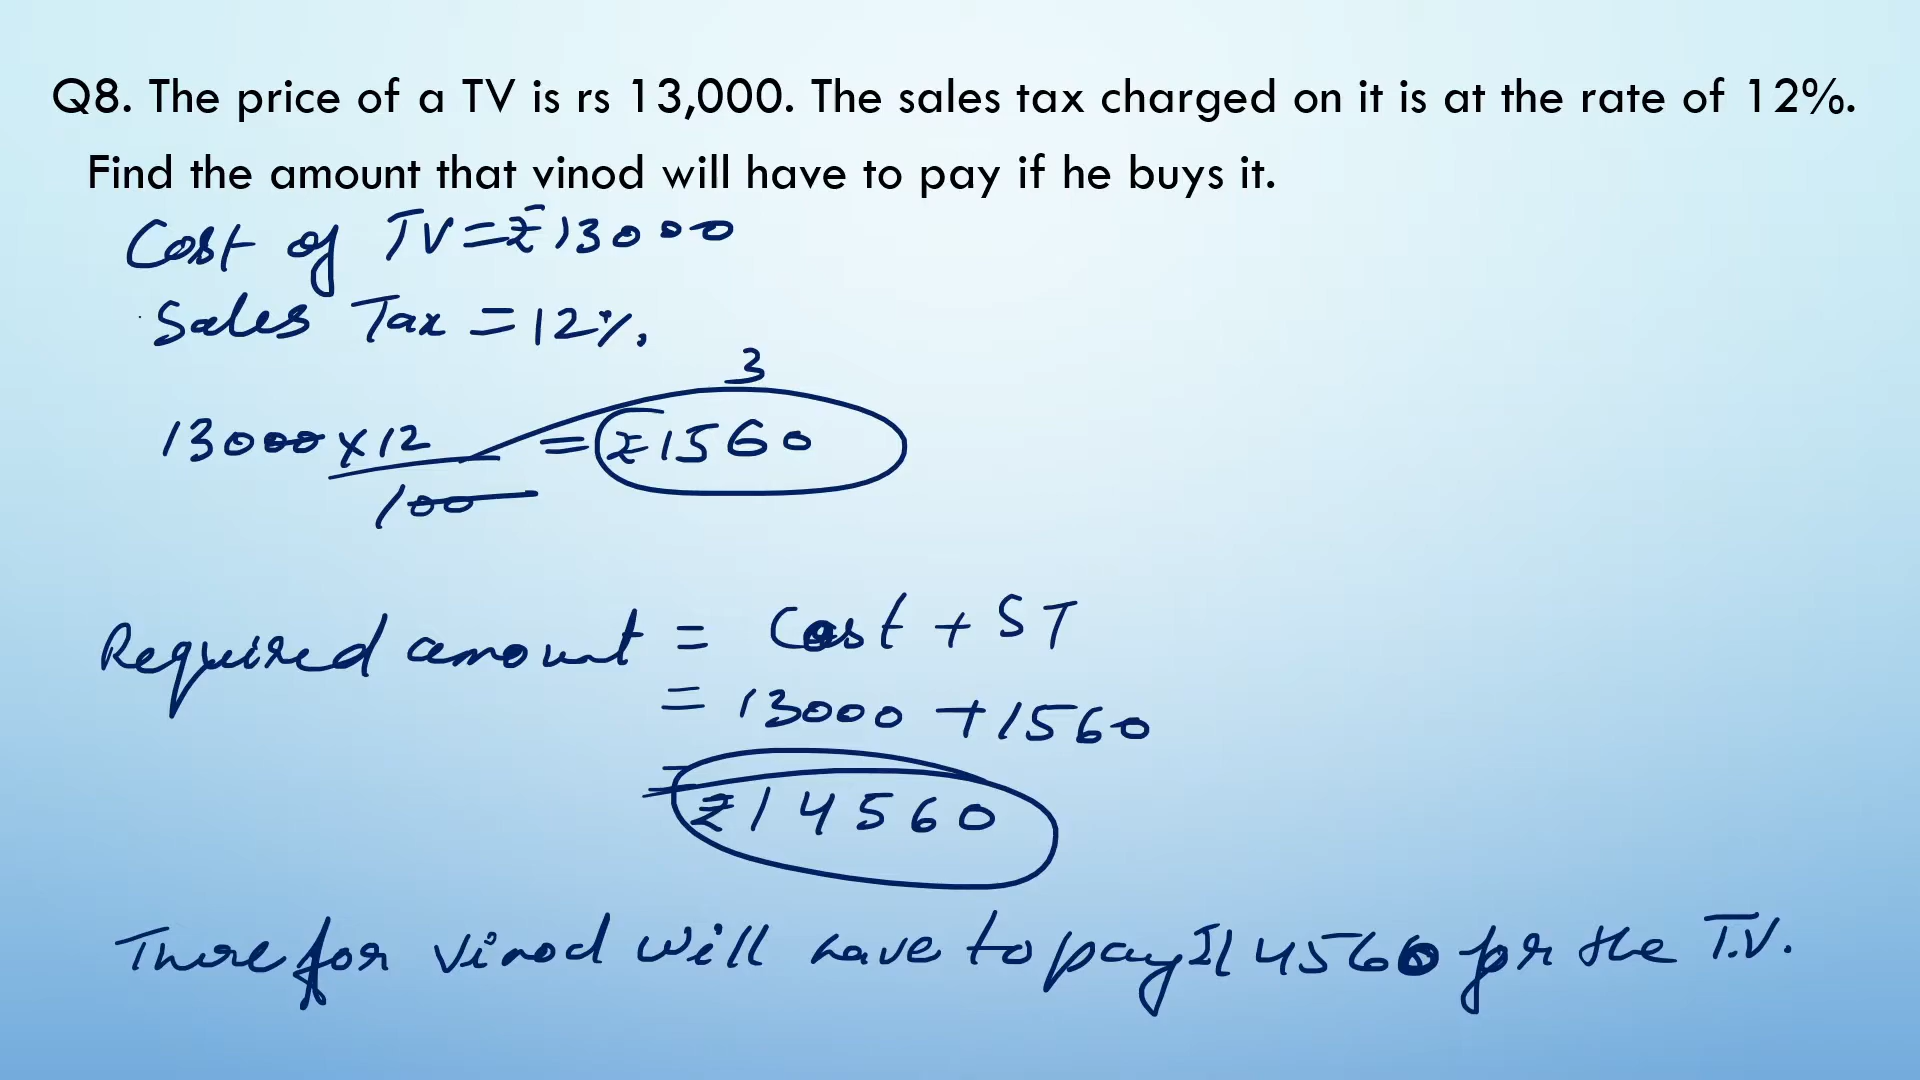 Q8. The price of a TV is rs 13,000. The sales tax charged on it is at the rate of 12%.
Find the amount that vinod will have to pay if he buys it.
Cost of TV = ₹13000
Sales Tax = 12%.
3
13000 x 12 = ₹1560
100
Required amount = Cost + ST
= 13000 + 1560
= ₹14560
Therefor vinod will have to pay ₹14560 for the T.V.